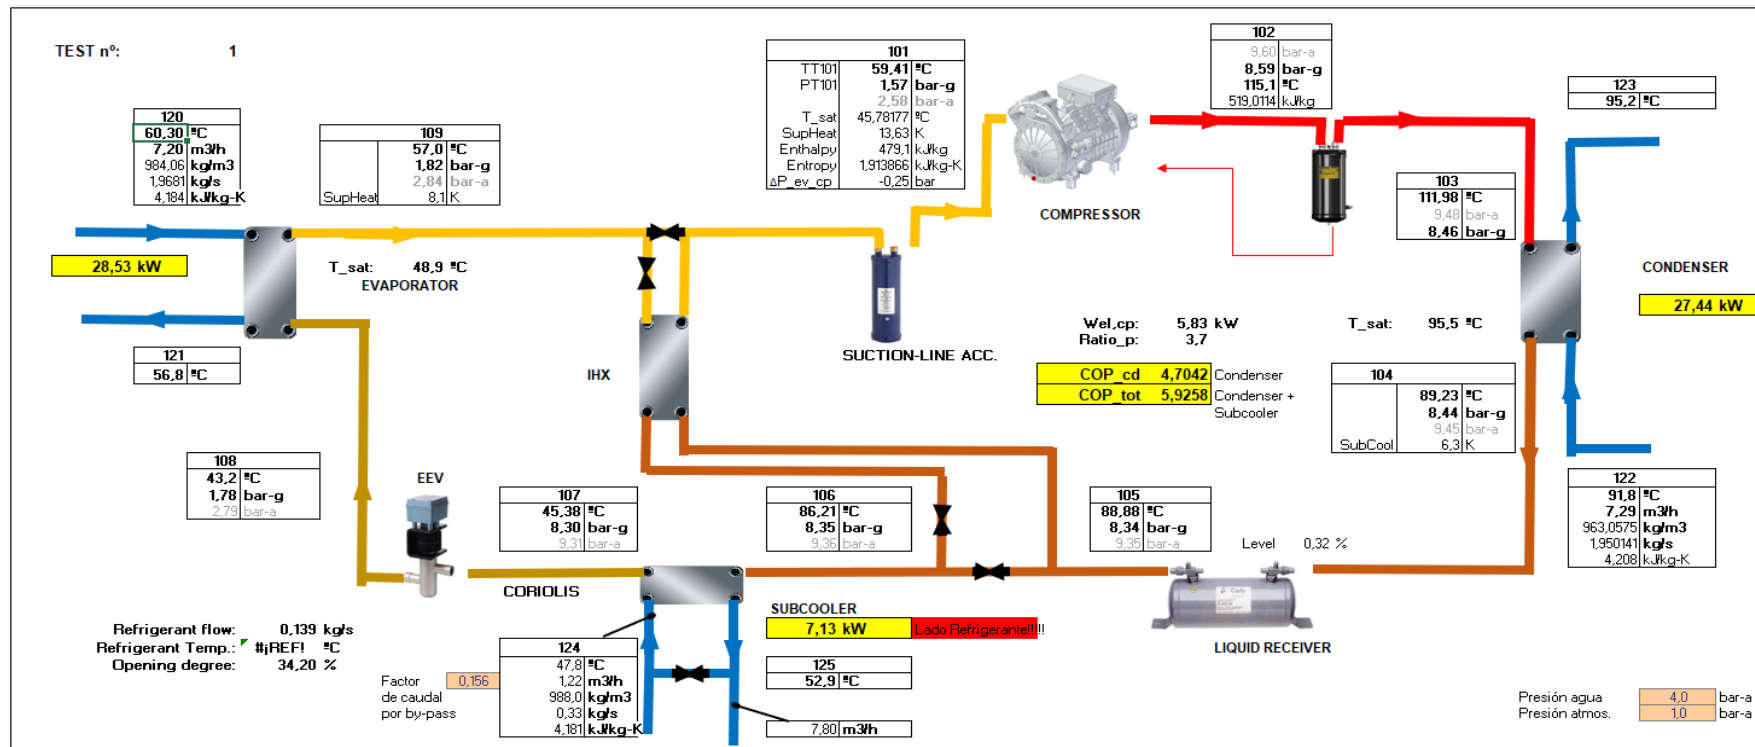 TEST nº: 1
120
60,30 ºC
7,20 m3/h
984,06 kg/m3
1,9681 kg/s
4,184 kJ/kg-K
109
57,0 ºC
1,82 bar-g
2,84 bar-a
SupHeat 8,1 K
101
TT101 59,41 ºC
PT101 1,57 bar-g
2,58 bar-a
T_sat 45,78177 ºC
SupHeat 13,63 K
Enthalpy 479,1 kJ/kg
Entropy 1,913866 kJ/kg-K
ΔP_ev_cp -0,25 bar
COMPRESSOR
102
9,60 bar-a
8,59 bar-g
115,1 ºC
519,0114 kJ/kg
123
95,2 ºC
103
111,98 ºC
9,48 bar-a
8,46 bar-g
28,53 kW
T_sat: 48,9 ºC
EVAPORATOR
CONDENSER
27,44 kW
121
56,8 ºC
IHX
SUCTION-LINE ACC.
Wel,cp: 5,83 kW
Ratio_p: 3,7
T_sat: 95,5 ºC
COP_cd 4,7042 Condenser
COP_tot 5,9258 Condenser +
Subcooler
104
89,23 ºC
8,44 bar-g
9,45 bar-a
SubCool 6,3 K
108
43,2 ºC
1,78 bar-g
2,79 bar-a
EEV
107
45,38 ºC
8,30 bar-g
9,31 bar-a
106
86,21 ºC
8,35 bar-g
9,36 bar-a
105
88,88 ºC
8,34 bar-g
9,35 bar-a
Level 0,32 %
122
91,8 ºC
7,29 m3/h
963,0575 kg/m3
1,950141 kg/s
4,208 kJ/kg-K
CORIOLIS
SUBCOOLER
7,13 kW Lado Refrigerante!!!!!
LIQUID RECEIVER
Refrigerant flow: 0,139 kg/s
Refrigerant Temp.: #¡REF! ºC
Opening degree: 34,20 %
Factor 0,156
de caudal
por by-pass
124
47,8 ºC
1,22 m3/h
988,0 kg/m3
0,33 kg/s
4,181 kJ/kg-K
125
52,9 ºC
7,80 m3/h
Presión agua 4,0 bar-a
Presión atmos. 1,0 bar-a